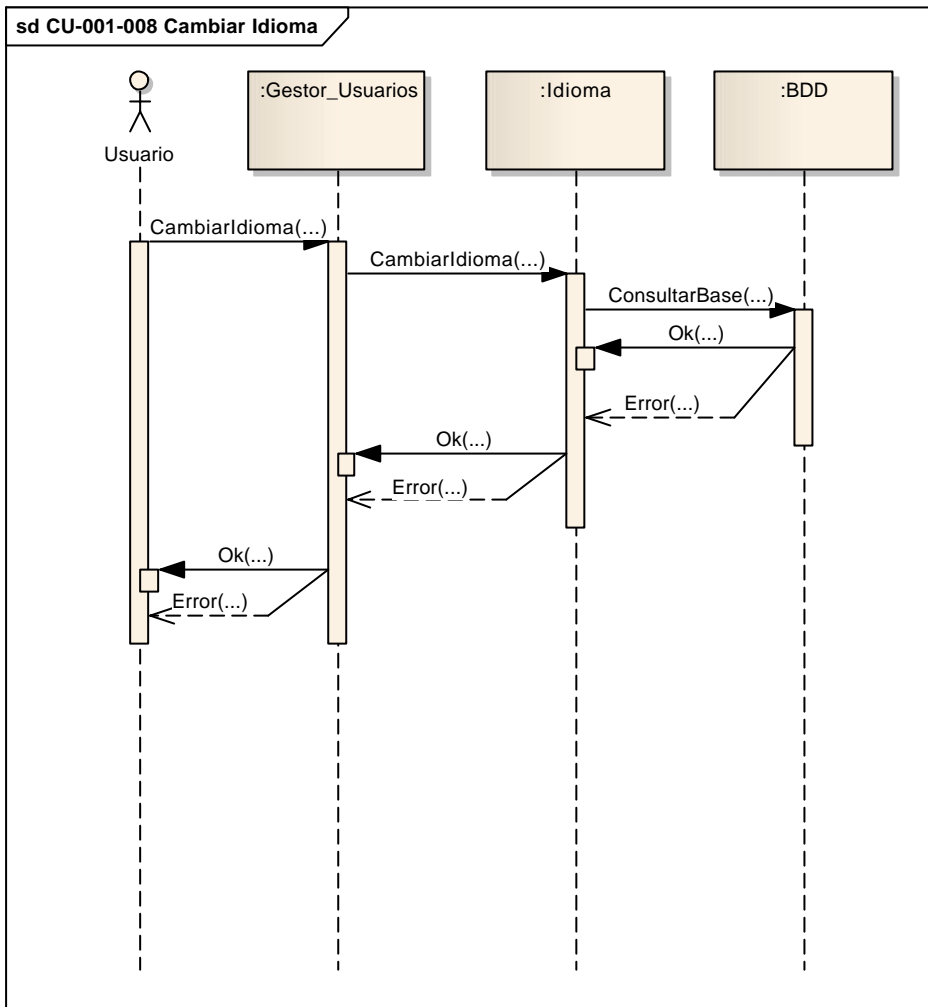 sd CU-001-008 Cambiar Idioma
Usuario
:Gestor_Usuarios
:Idioma
:BDD
CambiarIdioma(...)
CambiarIdioma(...)
ConsultarBase(...)
Ok(...)
Error(...)
Ok(...)
Error(...)
Ok(...)
Error(...)